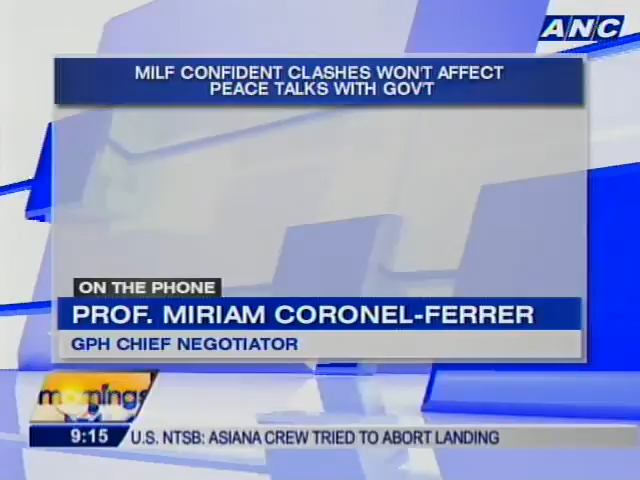 ANC
MILF CONFIDENT CLASHES WON'T AFFECT
PEACE TALKS WITH GOV'T
ON THE PHONE
PROF. MIRIAM CORONEL-FERRER
GPH CHIEF NEGOTIATOR
mornings
9:15 U.S. NTSB: ASIANA CREW TRIED TO ABORT LANDING